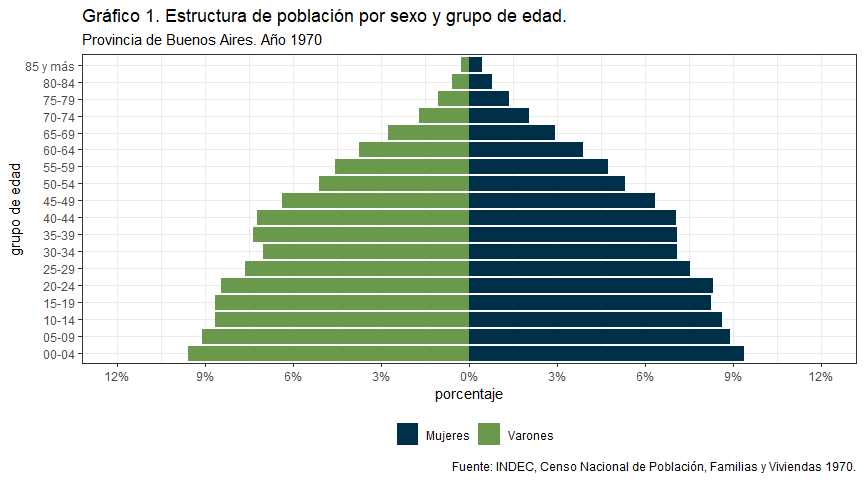 Gráfico 1. Estructura de población por sexo y grupo de edad.
Provincia de Buenos Aires. Año 1970
grupo de edad
85 y más
80-84
75-79
70-74
65-69
60-64
55-59
50-54
45-49
40-44
35-39
30-34
25-29
20-24
15-19
10-14
05-09
00-04
12% 9% 6% 3% 0% 3% 6% 9% 12%
porcentaje
Mujeres Varones
Fuente: INDEC, Censo Nacional de Población, Familias y Viviendas 1970.